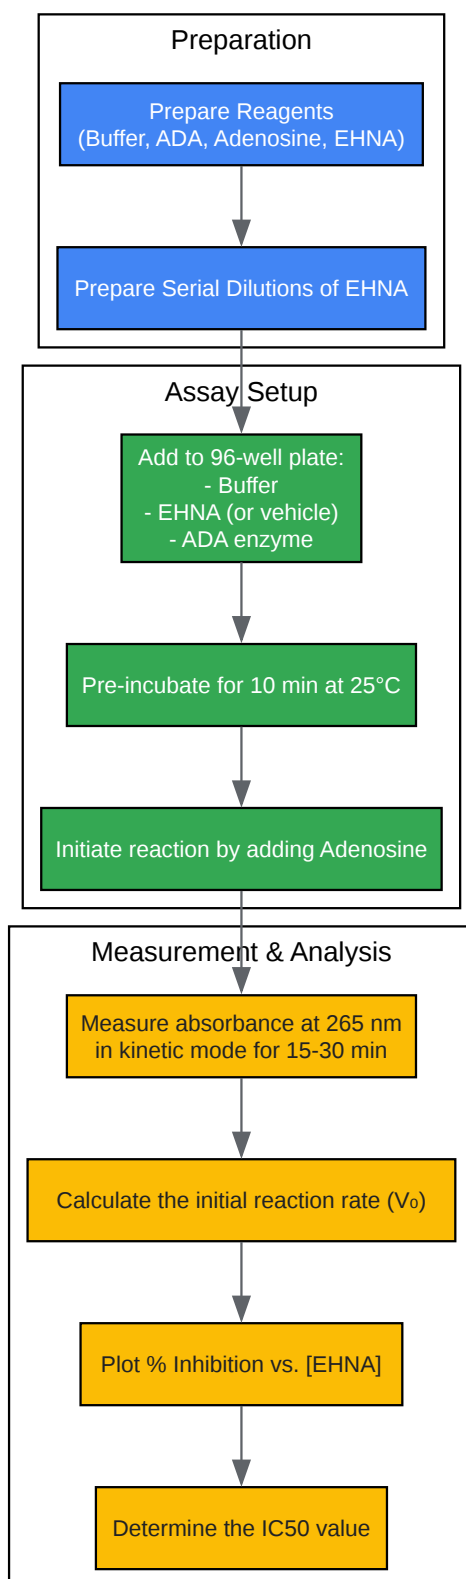 Preparation
Prepare Reagents
(Buffer, ADA, Adenosine, EHNA)
Prepare Serial Dilutions of EHNA
Assay Setup
Add to 96-well plate:
- Buffer
- EHNA (or vehicle)
- ADA enzyme
Pre-incubate for 10 min at 25°C
Initiate reaction by adding Adenosine
Measurement & Analysis
Measure absorbance at 265 nm
in kinetic mode for 15-30 min
Calculate the initial reaction rate (V₀)
Plot % Inhibition vs. [EHNA]
Determine the IC50 value